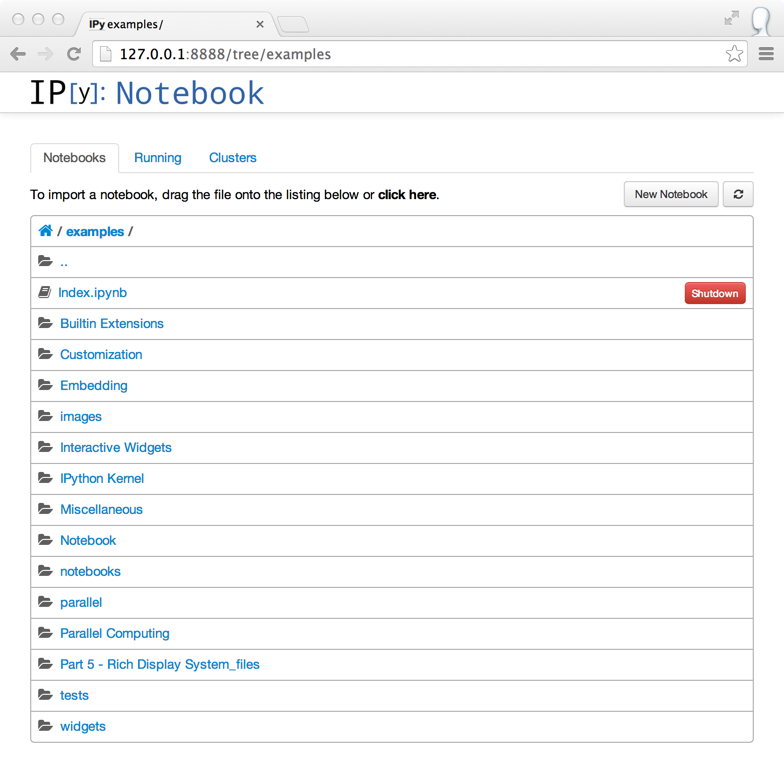 IPy examples/
127.0.0.1:8888/tree/examples
IP[y]: Notebook
Notebooks Running Clusters
To import a notebook, drag the file onto the listing below or click here. New Notebook
/ examples /
..
Index.ipynb Shutdown
Builtin Extensions
Customization
Embedding
images
Interactive Widgets
IPython Kernel
Miscellaneous
Notebook
notebooks
parallel
Parallel Computing
Part 5 - Rich Display System_files
tests
widgets